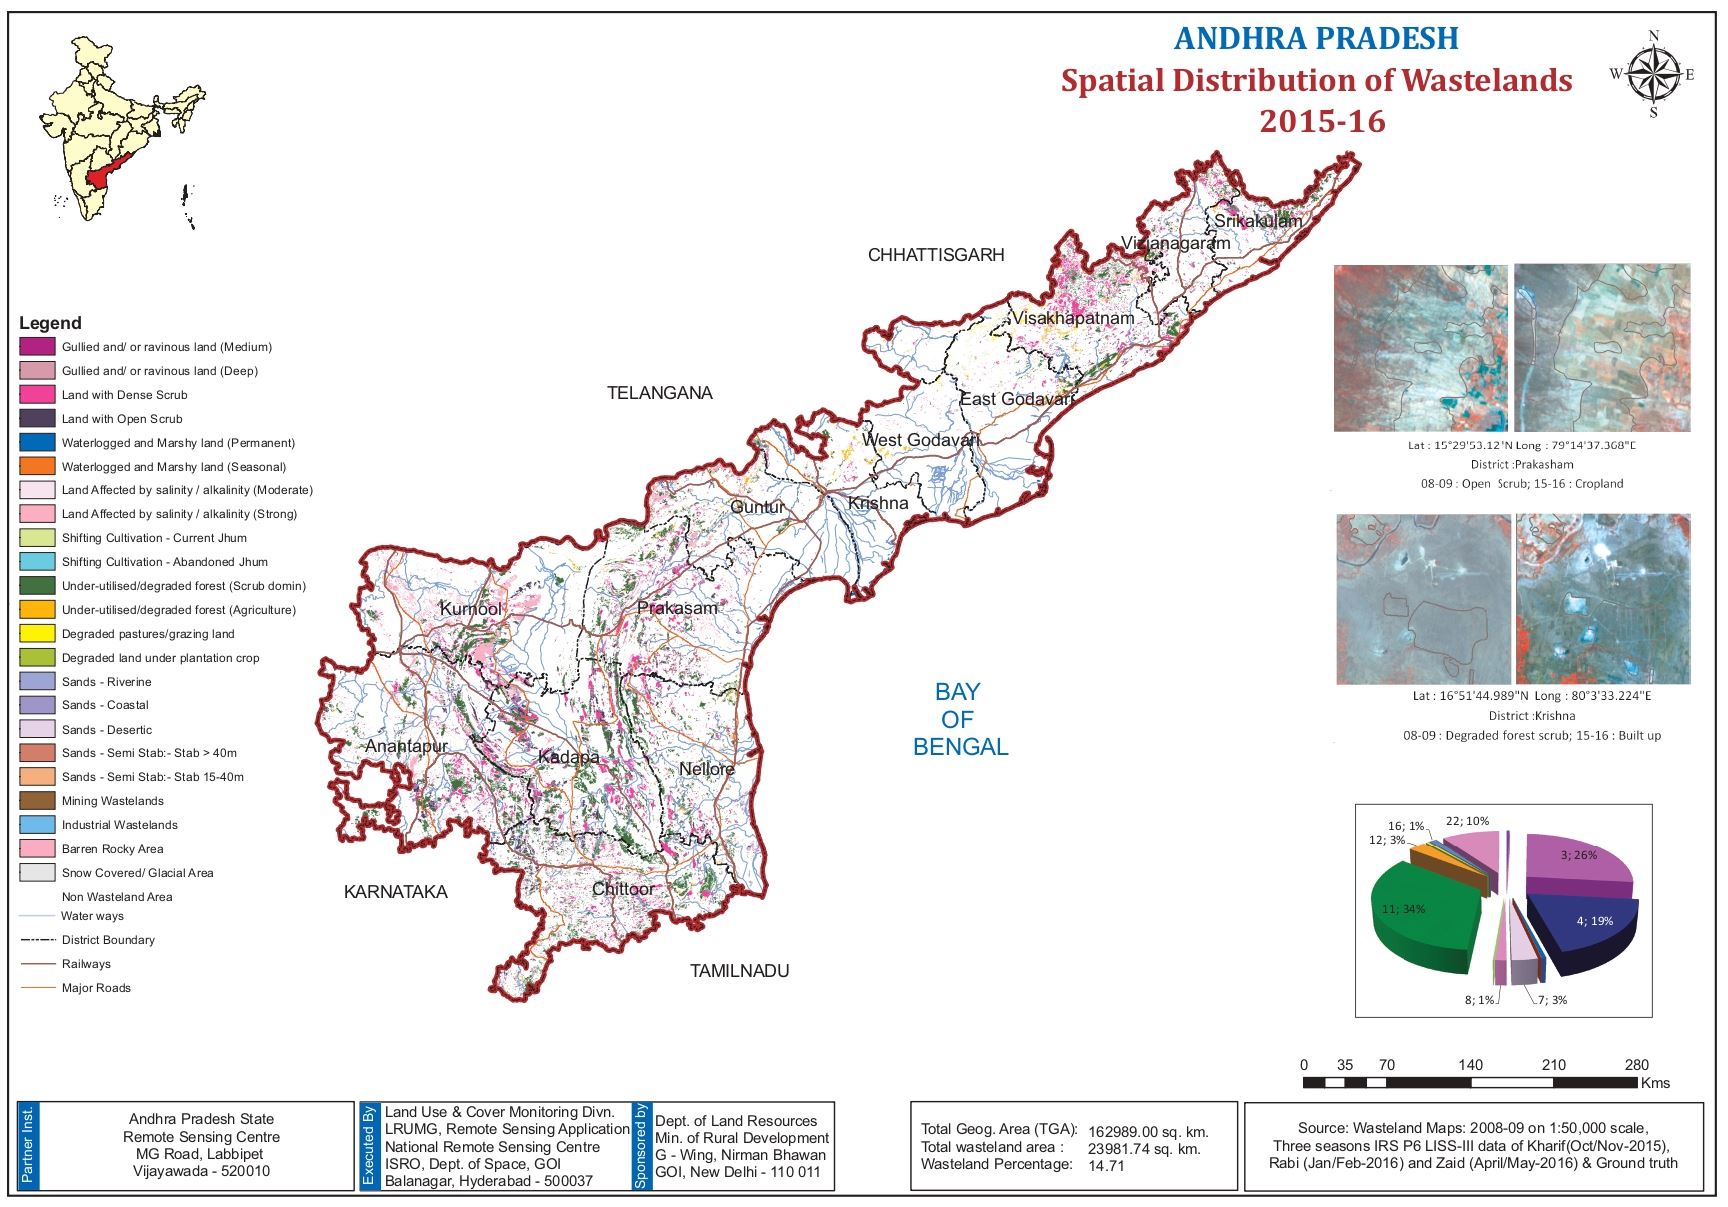 ANDHRA PRADESH
Spatial Distribution of Wastelands
2015-16
N
W
E
S
CHHATTISGARH
TELANGANA
KARNATAKA
TAMILNADU
BAY
OF
BENGAL
Srikakulam
Vizianagaram
Visakhapatnam
East Godavari
West Godavari
Krishna
Guntur
Prakasam
Kurnool
Anantapur
Kadapa
Nellore
Chittoor
Legend
Gullied and/ or ravinous land (Medium)
Gullied and/ or ravinous land (Deep)
Land with Dense Scrub
Land with Open Scrub
Waterlogged and Marshy land (Permanent)
Waterlogged and Marshy land (Seasonal)
Land Affected by salinity / alkalinity (Moderate)
Land Affected by salinity / alkalinity (Strong)
Shifting Cultivation - Current Jhum
Shifting Cultivation - Abandoned Jhum
Under-utilised/degraded forest (Scrub domin)
Under-utilised/degraded forest (Agriculture)
Degraded pastures/grazing land
Degraded land under plantation crop
Sands - Riverine
Sands - Coastal
Sands - Desertic
Sands - Semi Stab:- Stab > 40m
Sands - Semi Stab:- Stab 15-40m
Mining Wastelands
Industrial Wastelands
Barren Rocky Area
Snow Covered/ Glacial Area
Non Wasteland Area
Water ways
District Boundary
Railways
Major Roads
Lat : 15°29'53.12"N Long : 79°14'37.368"E
District :Prakasham
08-09 : Open Scrub; 15-16 : Cropland
Lat : 16°51'44.989"N Long : 80°3'33.224"E
District :Krishna
08-09 : Degraded forest scrub; 15-16 : Built up
22; 10%
16; 1%
12; 3%
3; 26%
11; 34%
4; 19%
8; 1%
7; 3%
0 35 70 140 210 280
Kms
Partner Inst.
Andhra Pradesh State
Remote Sensing Centre
MG Road, Labbipet
Vijayawada - 520010
Executed By
Land Use & Cover Monitoring Divn.
LRUMG, Remote Sensing Application
National Remote Sensing Centre
ISRO, Dept. of Space, GOI
Balanagar, Hyderabad - 500037
Sponsored by
Dept. of Land Resources
Min. of Rural Development
G - Wing, Nirman Bhawan
GOI, New Delhi - 110 011
Total Geog. Area (TGA): 162989.00 sq. km.
Total wasteland area : 23981.74 sq. km.
Wasteland Percentage: 14.71
Source: Wasteland Maps: 2008-09 on 1:50,000 scale,
Three seasons IRS P6 LISS-III data of Kharif(Oct/Nov-2015),
Rabi (Jan/Feb-2016) and Zaid (April/May-2016) & Ground truth